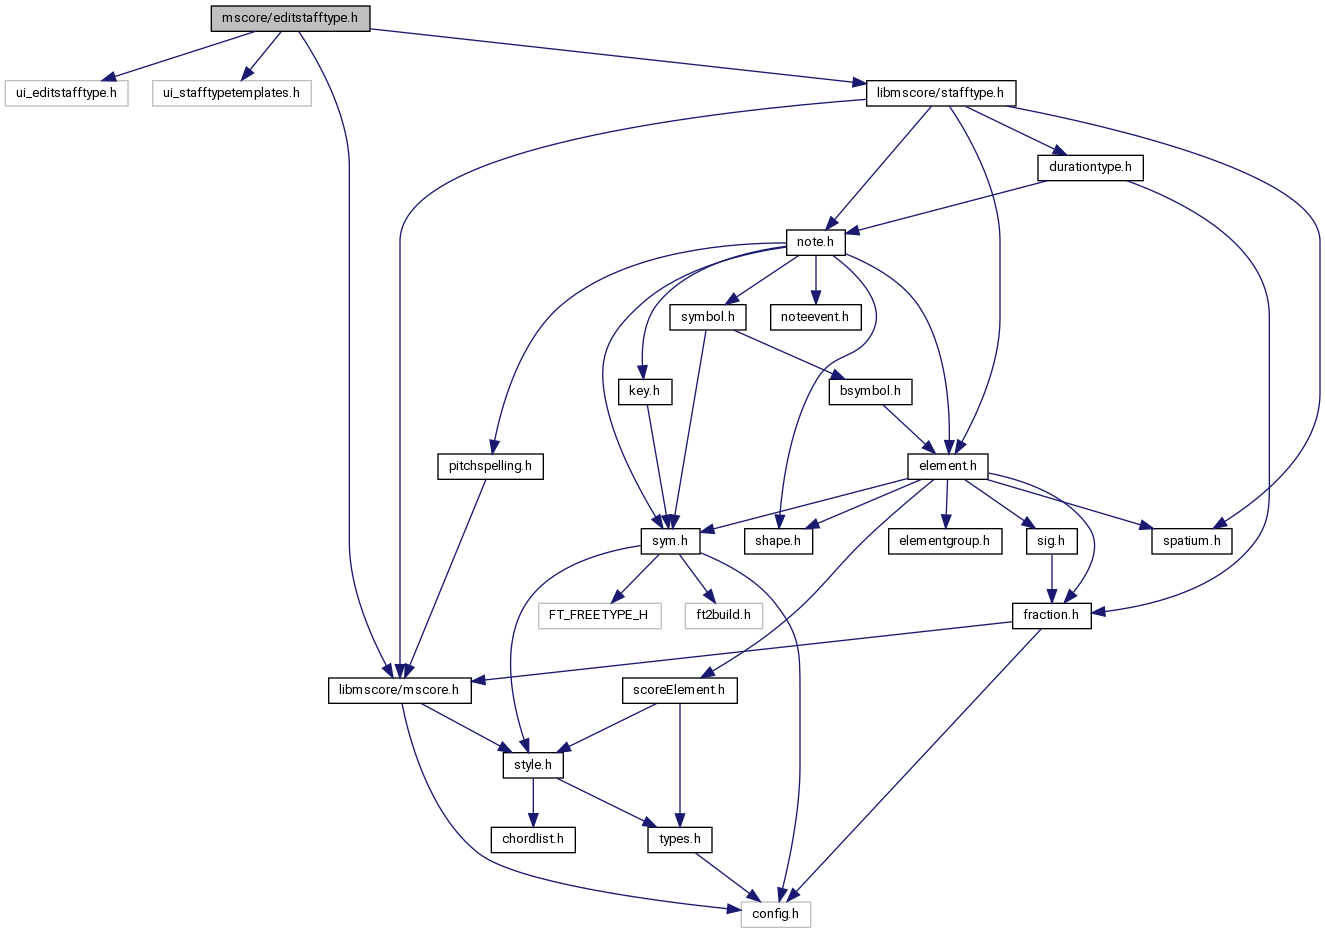 mscore/editstafftype.h
ui_editstafftype.h
ui_stafftypetemplates.h
libmscore/stafftype.h
durationtype.h
note.h
symbol.h
noteevent.h
key.h
bsymbol.h
pitchspelling.h
element.h
sym.h
shape.h
elementgroup.h
sig.h
spatium.h
FT_FREETYPE_H
ft2build.h
fraction.h
libmscore/mscore.h
scoreElement.h
style.h
chordlist.h
types.h
config.h